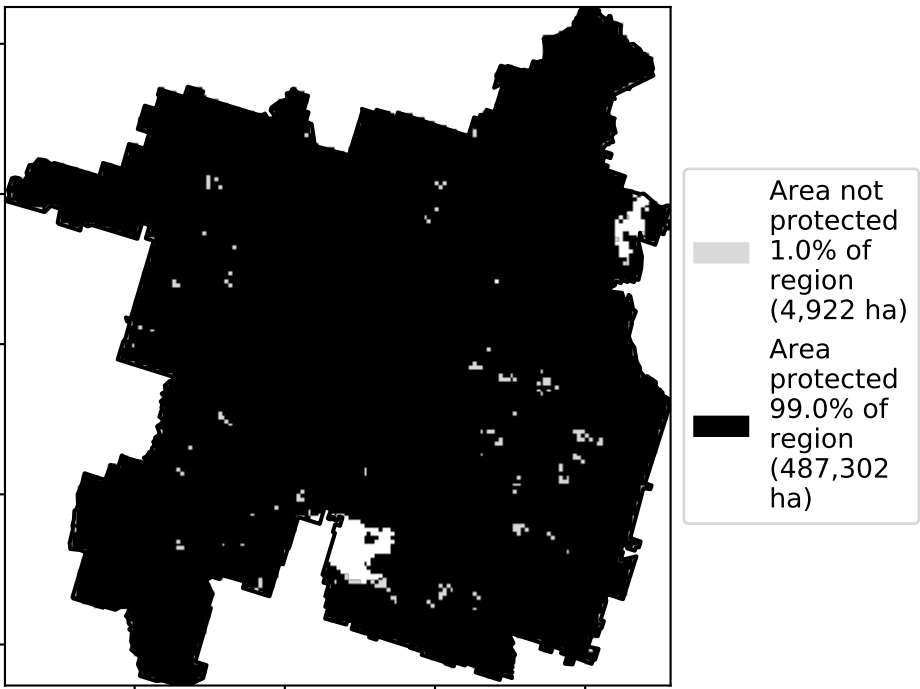 Area not
protected
1.0% of
region
(4,922 ha)
Area
protected
99.0% of
region
(487,302
ha)